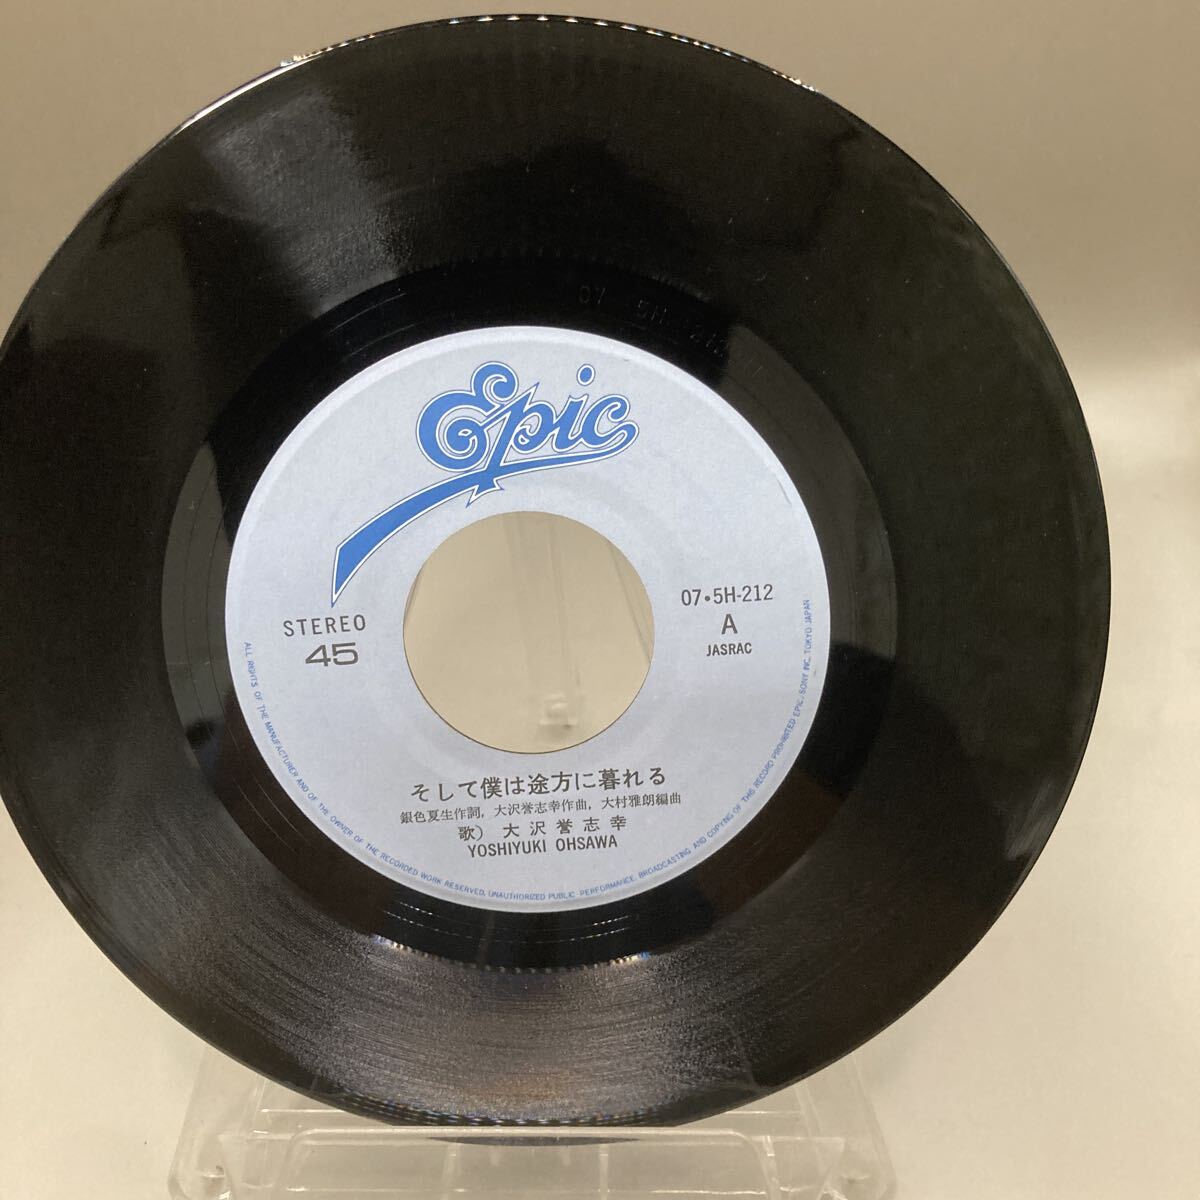 07 5H 212
Epic
STEREO
45
07・5H-212
A
JASRAC
そして僕は途方に暮れる
銀色夏生作詞, 大沢誉志幸作曲, 大村雅朗編曲
歌) 大沢誉志幸
YOSHIYUKI OHSAWA
ALL RIGHTS OF THE MANUFACTURER AND OF THE OWNER OF THE RECORDED WORK RESERVED. UNAUTHORIZED PUBLIC PERFORMANCE. BROADCASTING AND COPYING OF THIS RECORD PROHIBITED EPIC/SONY INC. TOKYO JAPAN